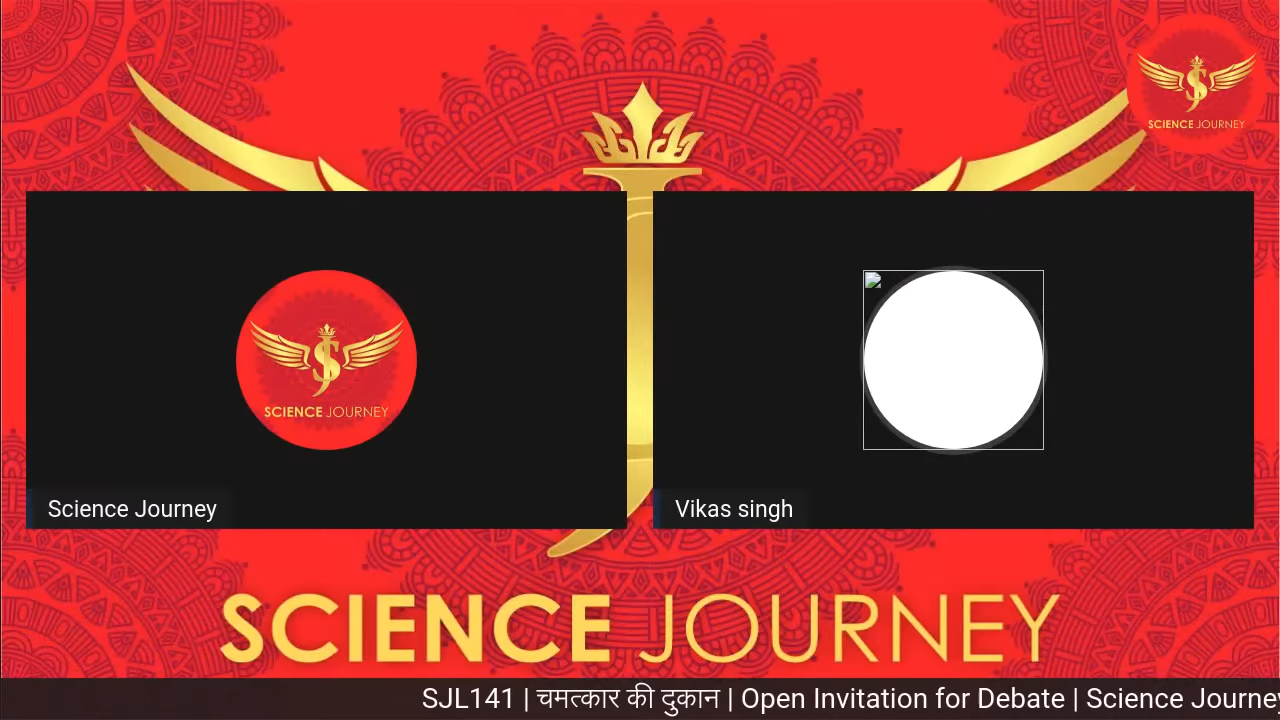 SCIENCE JOURNEY
SCIENCE JOURNEY
Science Journey
Vikas singh
SCIENCE JOURNEY
SJL141 | चमत्कार की दुकान | Open Invitation for Debate | Science Journey